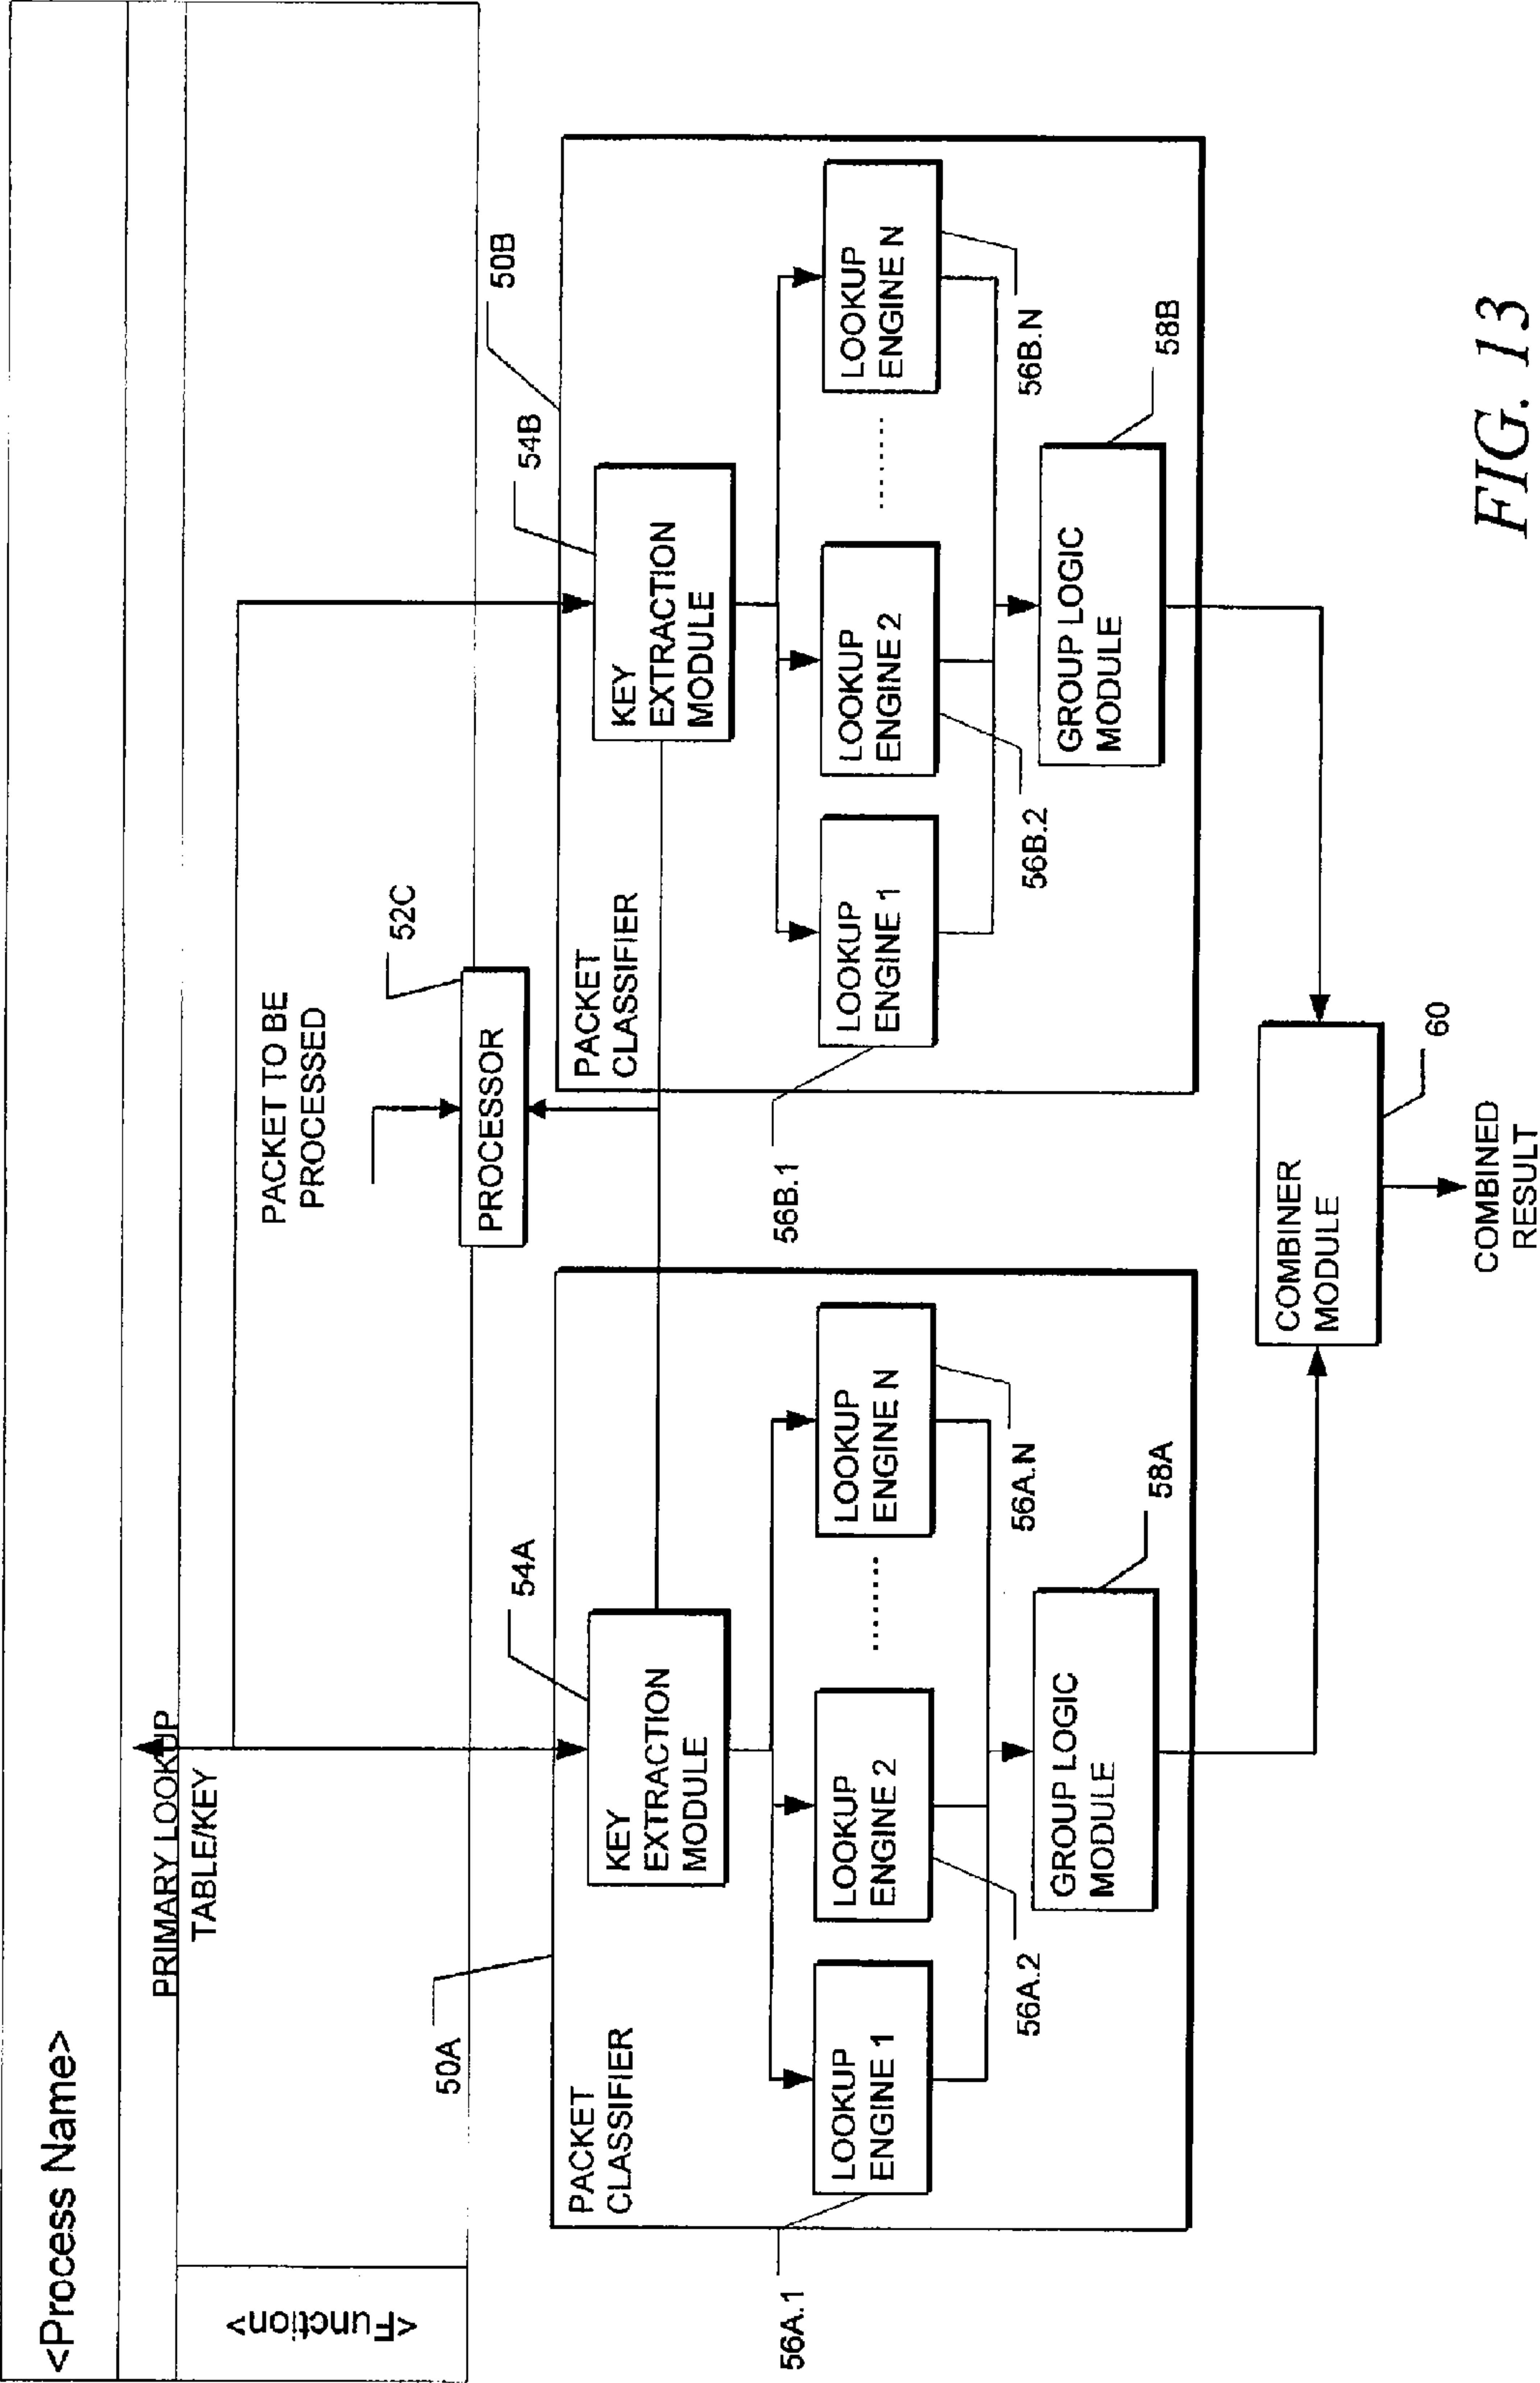 <Process Name>
<Function>
PRIMARY LOOKUP
TABLE/KEY
PACKET TO BE
PROCESSED
52C
PROCESSOR
50A
50B
PACKET
CLASSIFIER
54A
KEY
EXTRACTION
MODULE
LOOKUP
ENGINE 1
LOOKUP
ENGINE 2
........
LOOKUP
ENGINE N
56A.1
56A.2
56A.N
GROUP LOGIC
MODULE
58A
PACKET
CLASSIFIER
54B
KEY
EXTRACTION
MODULE
LOOKUP
ENGINE 1
LOOKUP
ENGINE 2
........
LOOKUP
ENGINE N
56B.1
56B.2
56B.N
GROUP LOGIC
MODULE
58B
COMBINER
MODULE
60
COMBINED
RESULT
FIG. 13